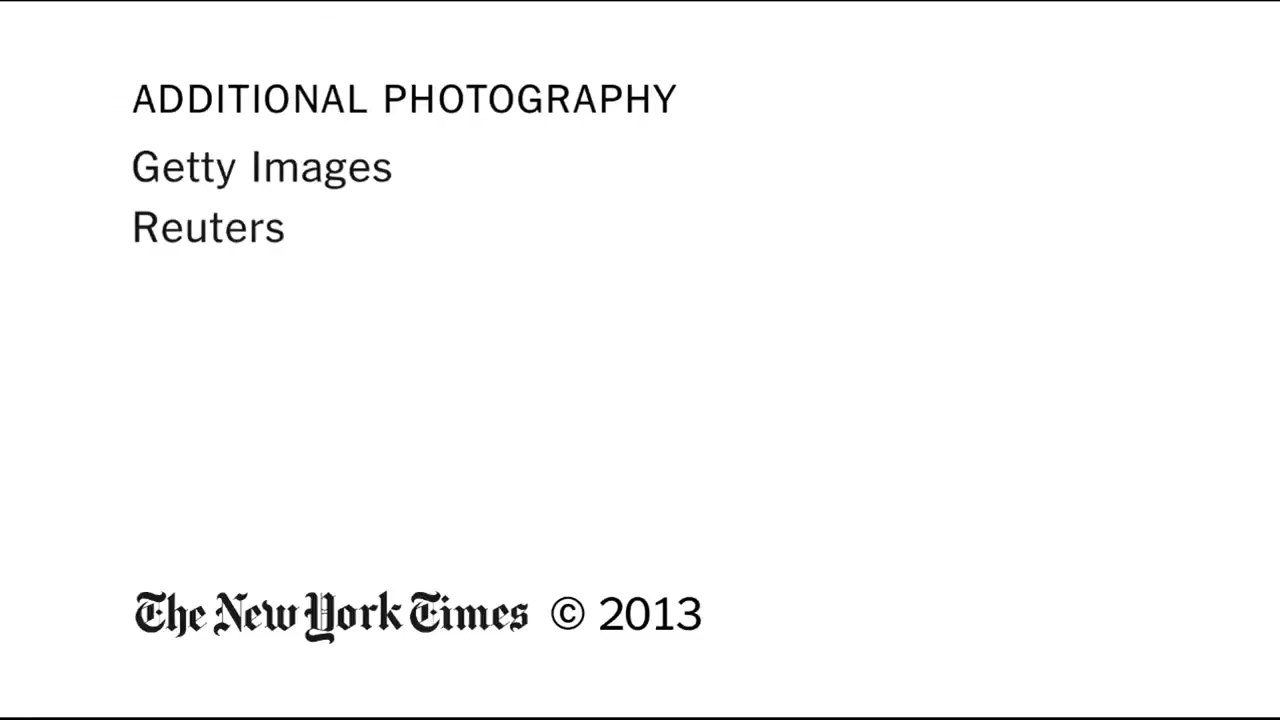 ADDITIONAL PHOTOGRAPHY
Getty Images
Reuters
The New York Times © 2013